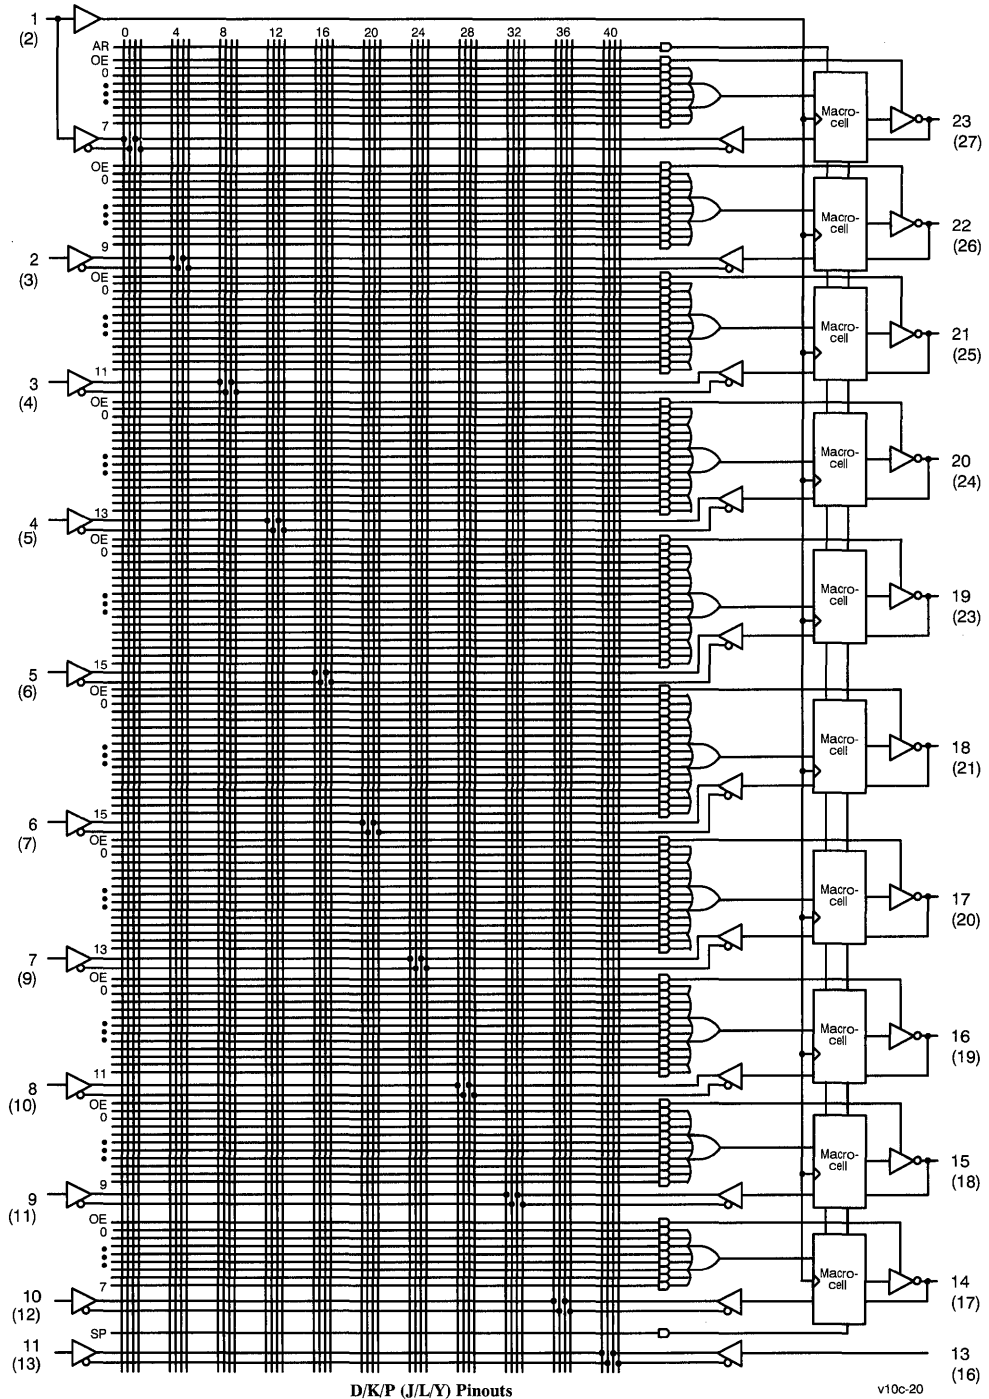 1
(2)
0 4 8 12 16 20 24 28 32 36 40
AR
OE
0
7
Macro-
cell
23
(27)
OE
0
9
2
(3)
Macro-
cell
22
(26)
OE
0
11
3
(4)
Macro-
cell
21
(25)
OE
0
13
4
(5)
Macro-
cell
20
(24)
OE
0
15
5
(6)
Macro-
cell
19
(23)
OE
0
15
6
(7)
Macro-
cell
18
(21)
OE
0
13
7
(9)
Macro-
cell
17
(20)
OE
0
11
8
(10)
Macro-
cell
16
(19)
OE
0
9
9
(11)
Macro-
cell
15
(18)
OE
0
7
10
(12)
Macro-
cell
14
(17)
SP
11
(13)
13
(16)
D/K/P (J/L/Y) Pinouts
v10c-20